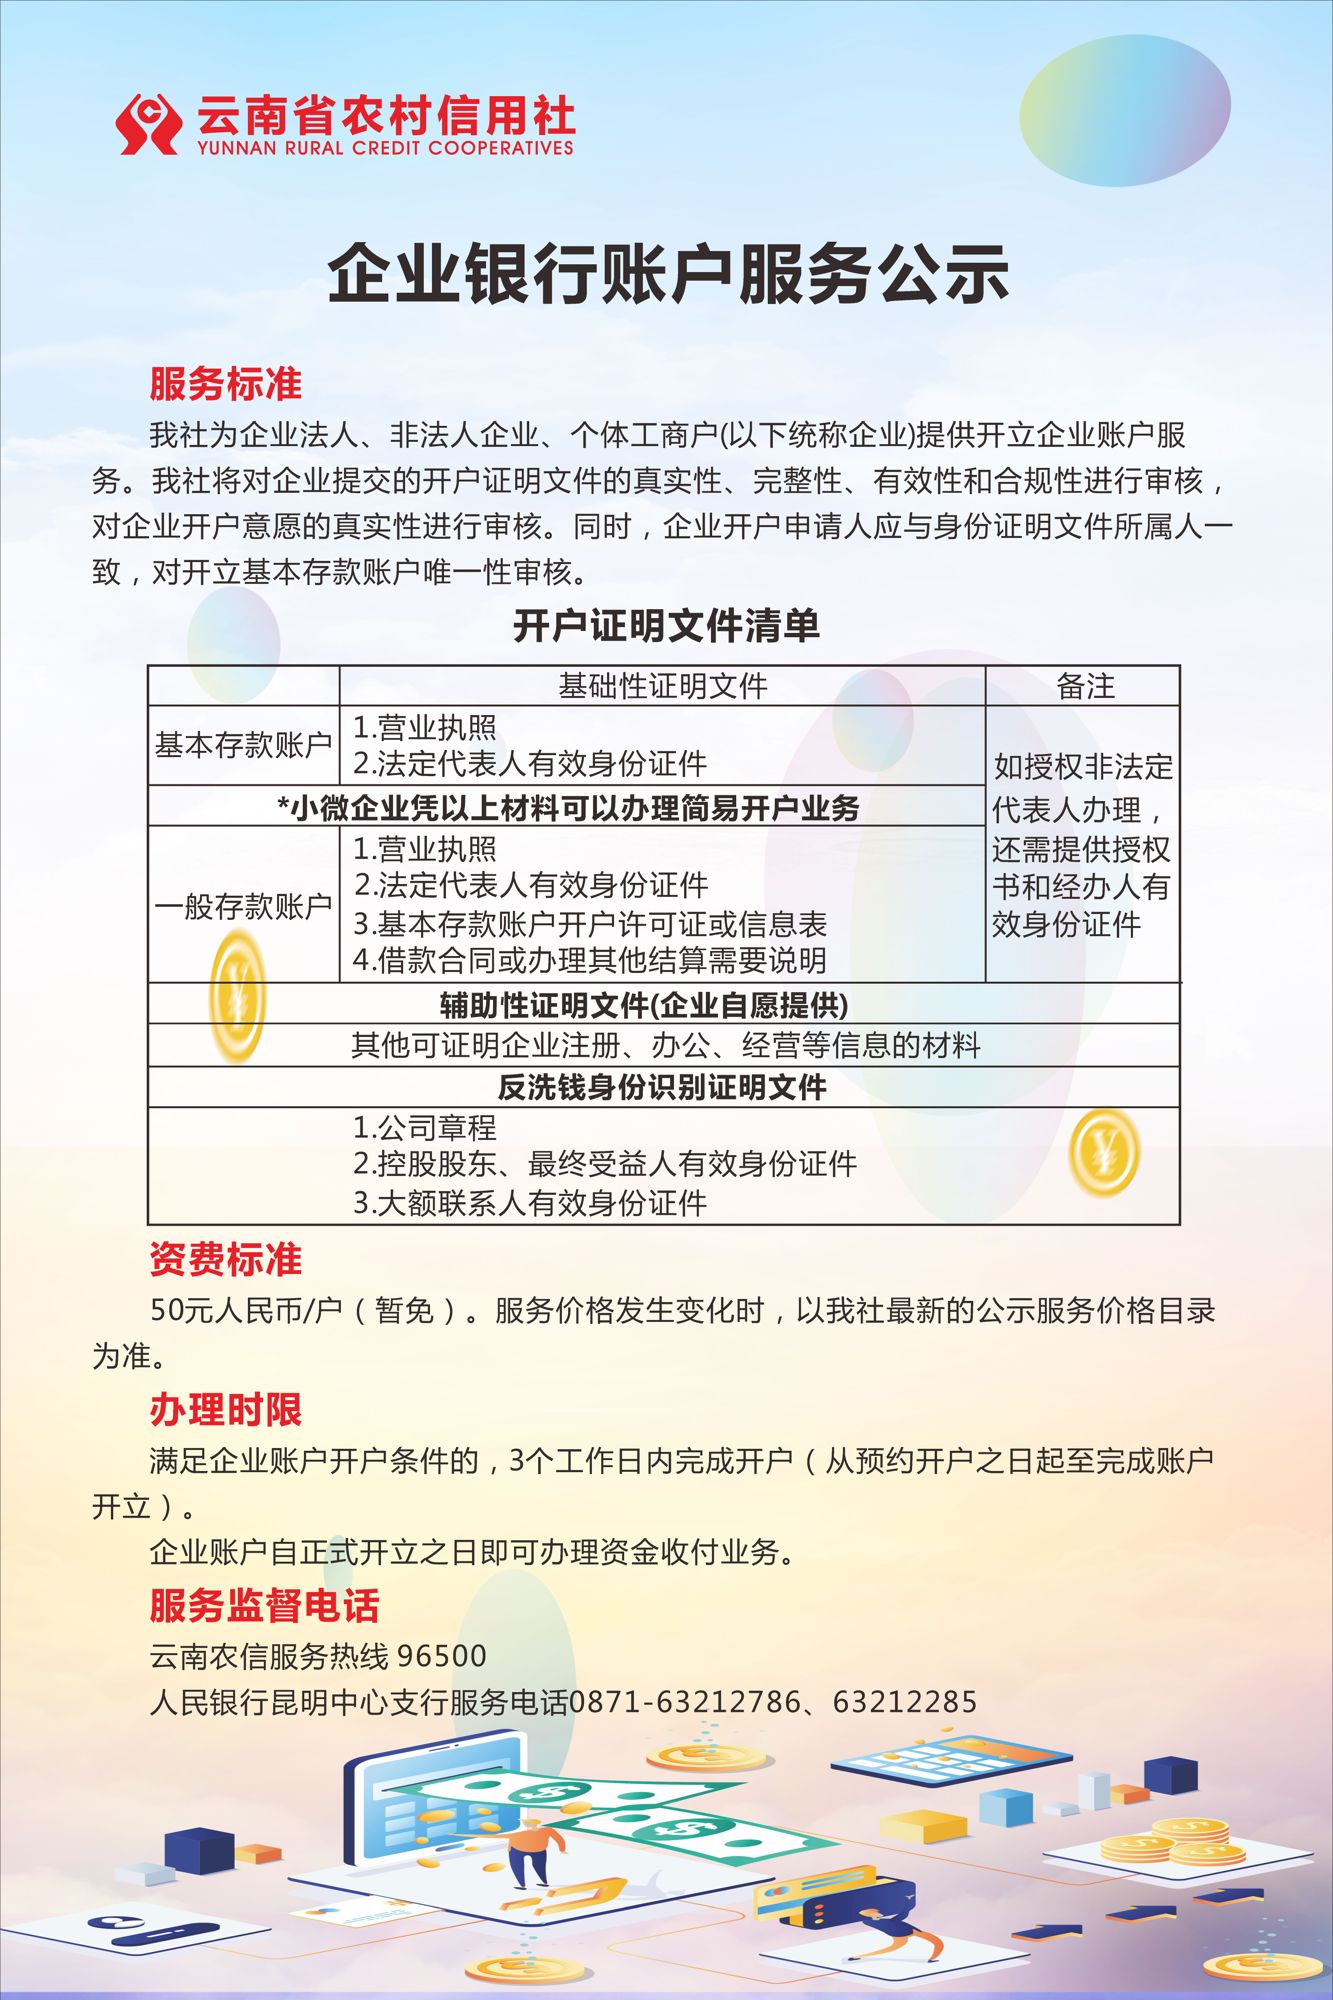 云南省农村信用社
YUNNAN RURAL CREDIT COOPERATIVES
企业银行账户服务公示
服务标准
我社为企业法人、非法人企业、个体工商户(以下统称企业)提供开立企业账户服
务。我社将对企业提交的开户证明文件的真实性、完整性、有效性和合规性进行审核，
对企业开户意愿的真实性进行审核。同时，企业开户申请人应与身份证明文件所属人一
致，对开立基本存款账户唯一性审核。
开户证明文件清单
基础性证明文件
备注
基本存款账户
1.营业执照
2.法定代表人有效身份证件
*小微企业凭以上材料可以办理简易开户业务
一般存款账户
1.营业执照
2.法定代表人有效身份证件
3.基本存款账户开户许可证或信息表
4.借款合同或办理其他结算需要说明
如授权非法定
代表人办理，
还需提供授权
书和经办人有
效身份证件
辅助性证明文件(企业自愿提供)
其他可证明企业注册、办公、经营等信息的材料
反洗钱身份识别证明文件
1.公司章程
2.控股股东、最终受益人有效身份证件
3.大额联系人有效身份证件
资费标准
50元人民币/户（暂免）。服务价格发生变化时，以我社最新的公示服务价格目录
为准。
办理时限
满足企业账户开户条件的，3个工作日内完成开户（从预约开户之日起至完成账户
开立）。
企业账户自正式开立之日即可办理资金收付业务。
服务监督电话
云南农信服务热线 96500
人民银行昆明中心支行服务电话0871-63212786、63212285